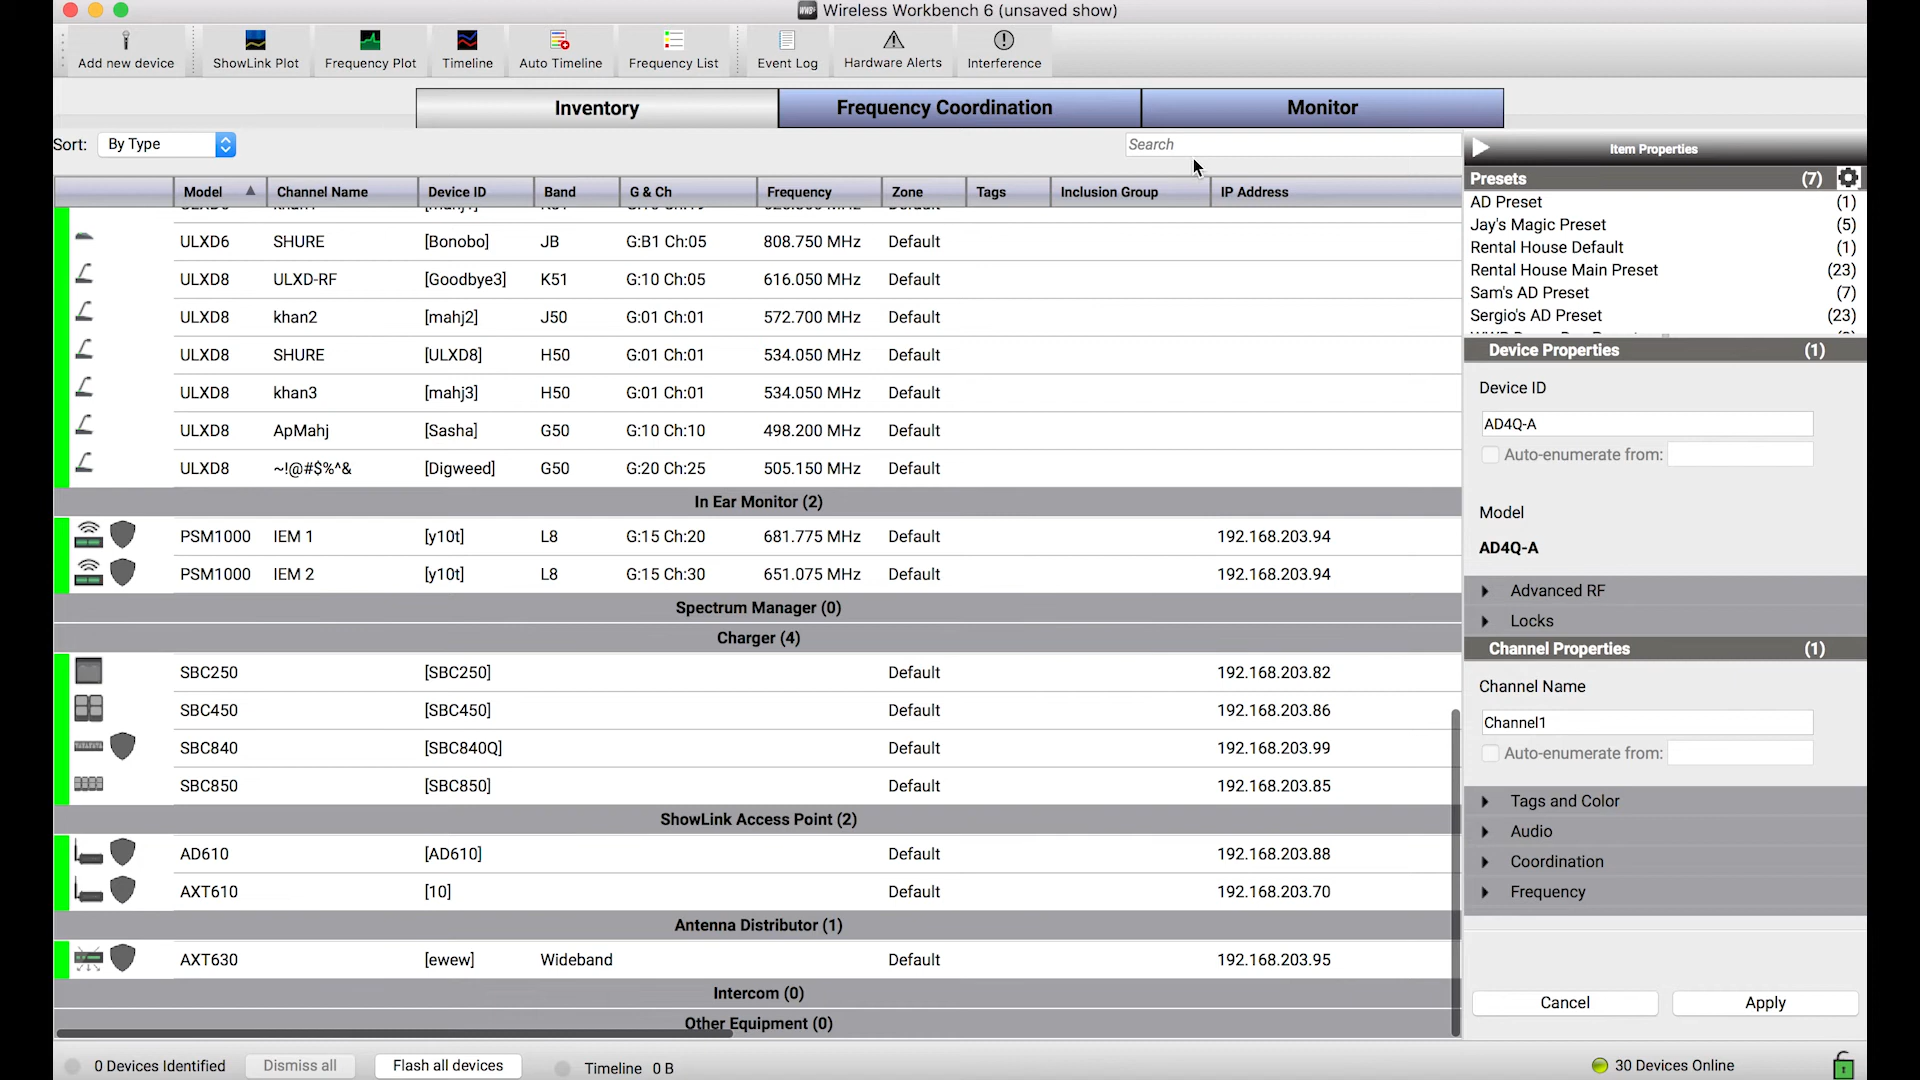 WWB6 Wireless Workbench 6 (unsaved show)
Add new device ShowLink Plot Frequency Plot Timeline Auto Timeline Frequency List Event Log Hardware Alerts Interference
Inventory Frequency Coordination Monitor
Sort: By Type Search
Model Channel Name Device ID Band G & Ch Frequency Zone Tags Inclusion Group IP Address
ULXD6 SHURE [Bonobo] JB G:B1 Ch:05 808.750 MHz Default
ULXD8 ULXD-RF [Goodbye3] K51 G:10 Ch:05 616.050 MHz Default
ULXD8 khan2 [mahj2] J50 G:01 Ch:01 572.700 MHz Default
ULXD8 SHURE [ULXD8] H50 G:01 Ch:01 534.050 MHz Default
ULXD8 khan3 [mahj3] H50 G:01 Ch:01 534.050 MHz Default
ULXD8 ApMahj [Sasha] G50 G:10 Ch:10 498.200 MHz Default
ULXD8 ~!@#$%^& [Digweed] G50 G:20 Ch:25 505.150 MHz Default
In Ear Monitor (2)
PSM1000 IEM 1 [y10t] L8 G:15 Ch:20 681.775 MHz Default 192.168.203.94
PSM1000 IEM 2 [y10t] L8 G:15 Ch:30 651.075 MHz Default 192.168.203.94
Spectrum Manager (0)
Charger (4)
SBC250 [SBC250] Default 192.168.203.82
SBC450 [SBC450] Default 192.168.203.86
SBC840 [SBC840Q] Default 192.168.203.99
SBC850 [SBC850] Default 192.168.203.85
ShowLink Access Point (2)
AD610 [AD610] Default 192.168.203.88
AXT610 [10] Default 192.168.203.70
Antenna Distributor (1)
AXT630 [ewew] Wideband Default 192.168.203.95
Intercom (0)
Other Equipment (0)
Item Properties
Presets (7)
AD Preset (1)
Jay's Magic Preset (5)
Rental House Default (1)
Rental House Main Preset (23)
Sam's AD Preset (7)
Sergio's AD Preset (23)
Device Properties (1)
Device ID
AD4Q-A
Auto-enumerate from:
Model
AD4Q-A
Advanced RF
Locks
Channel Properties (1)
Channel Name
Channel1
Auto-enumerate from:
Tags and Color
Audio
Coordination
Frequency
Cancel Apply
0 Devices Identified Dismiss all Flash all devices Timeline 0 B 30 Devices Online